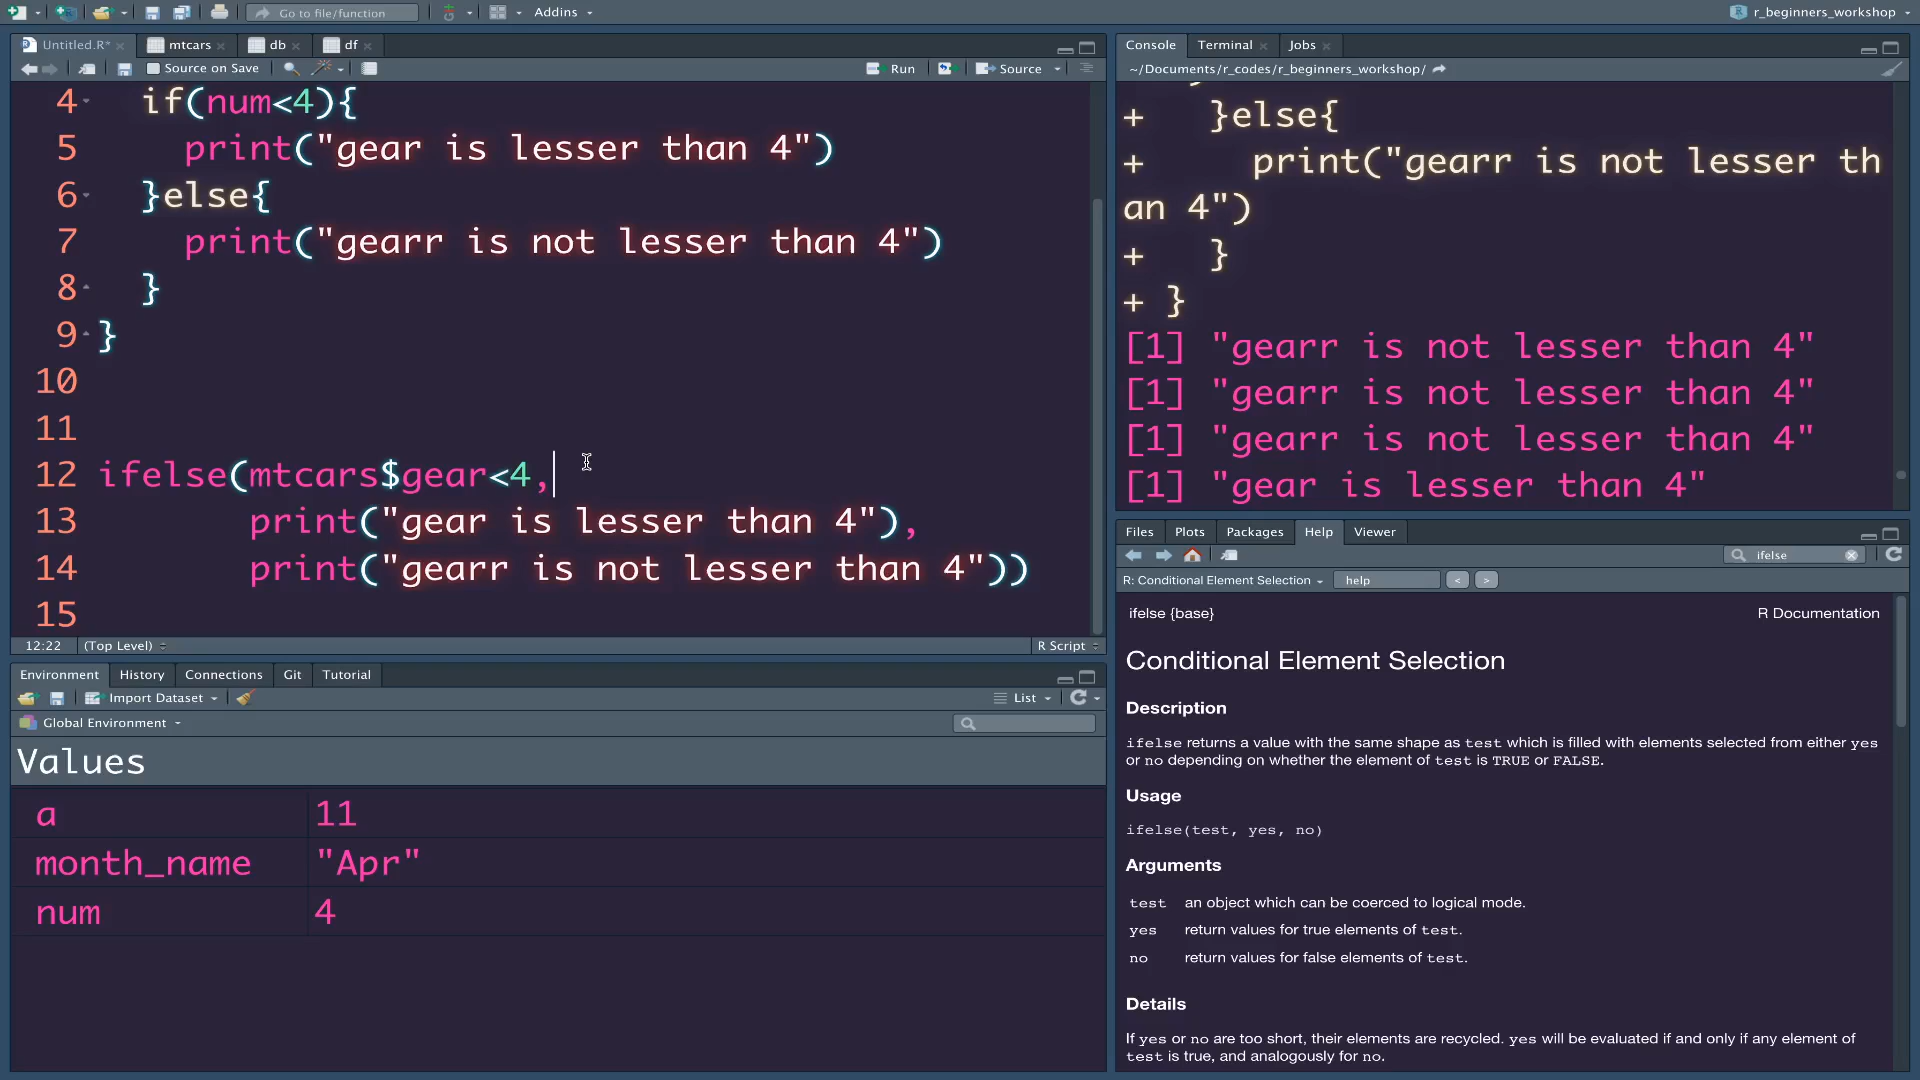 Go to file/function
Addins
r_beginners_workshop
Untitled.R*
mtcars
db
df
Source on Save
Run
Source
4 if(num<4){
5 print("gear is lesser than 4")
6 }else{
7 print("gearr is not lesser than 4")
8 }
9 }
10
11
12 ifelse(mtcars$gear<4,
13 print("gear is lesser than 4"),
14 print("gearr is not lesser than 4"))
15
12:22 (Top Level) R Script
Environment History Connections Git Tutorial
Import Dataset List
Global Environment
Values
a 11
month_name "Apr"
num 4
Console Terminal Jobs
~/Documents/r_codes/r_beginners_workshop/
+ }else{
+ print("gearr is not lesser th
an 4")
+ }
+ }
[1] "gearr is not lesser than 4"
[1] "gearr is not lesser than 4"
[1] "gearr is not lesser than 4"
[1] "gear is lesser than 4"
Files Plots Packages Help Viewer
ifelse
R: Conditional Element Selection help < >
ifelse {base} R Documentation
Conditional Element Selection
Description
ifelse returns a value with the same shape as test which is filled with elements selected from either yes
or no depending on whether the element of test is TRUE or FALSE.
Usage
ifelse(test, yes, no)
Arguments
test an object which can be coerced to logical mode.
yes return values for true elements of test.
no return values for false elements of test.
Details
If yes or no are too short, their elements are recycled. yes will be evaluated if and only if any element of
test is true, and analogously for no.